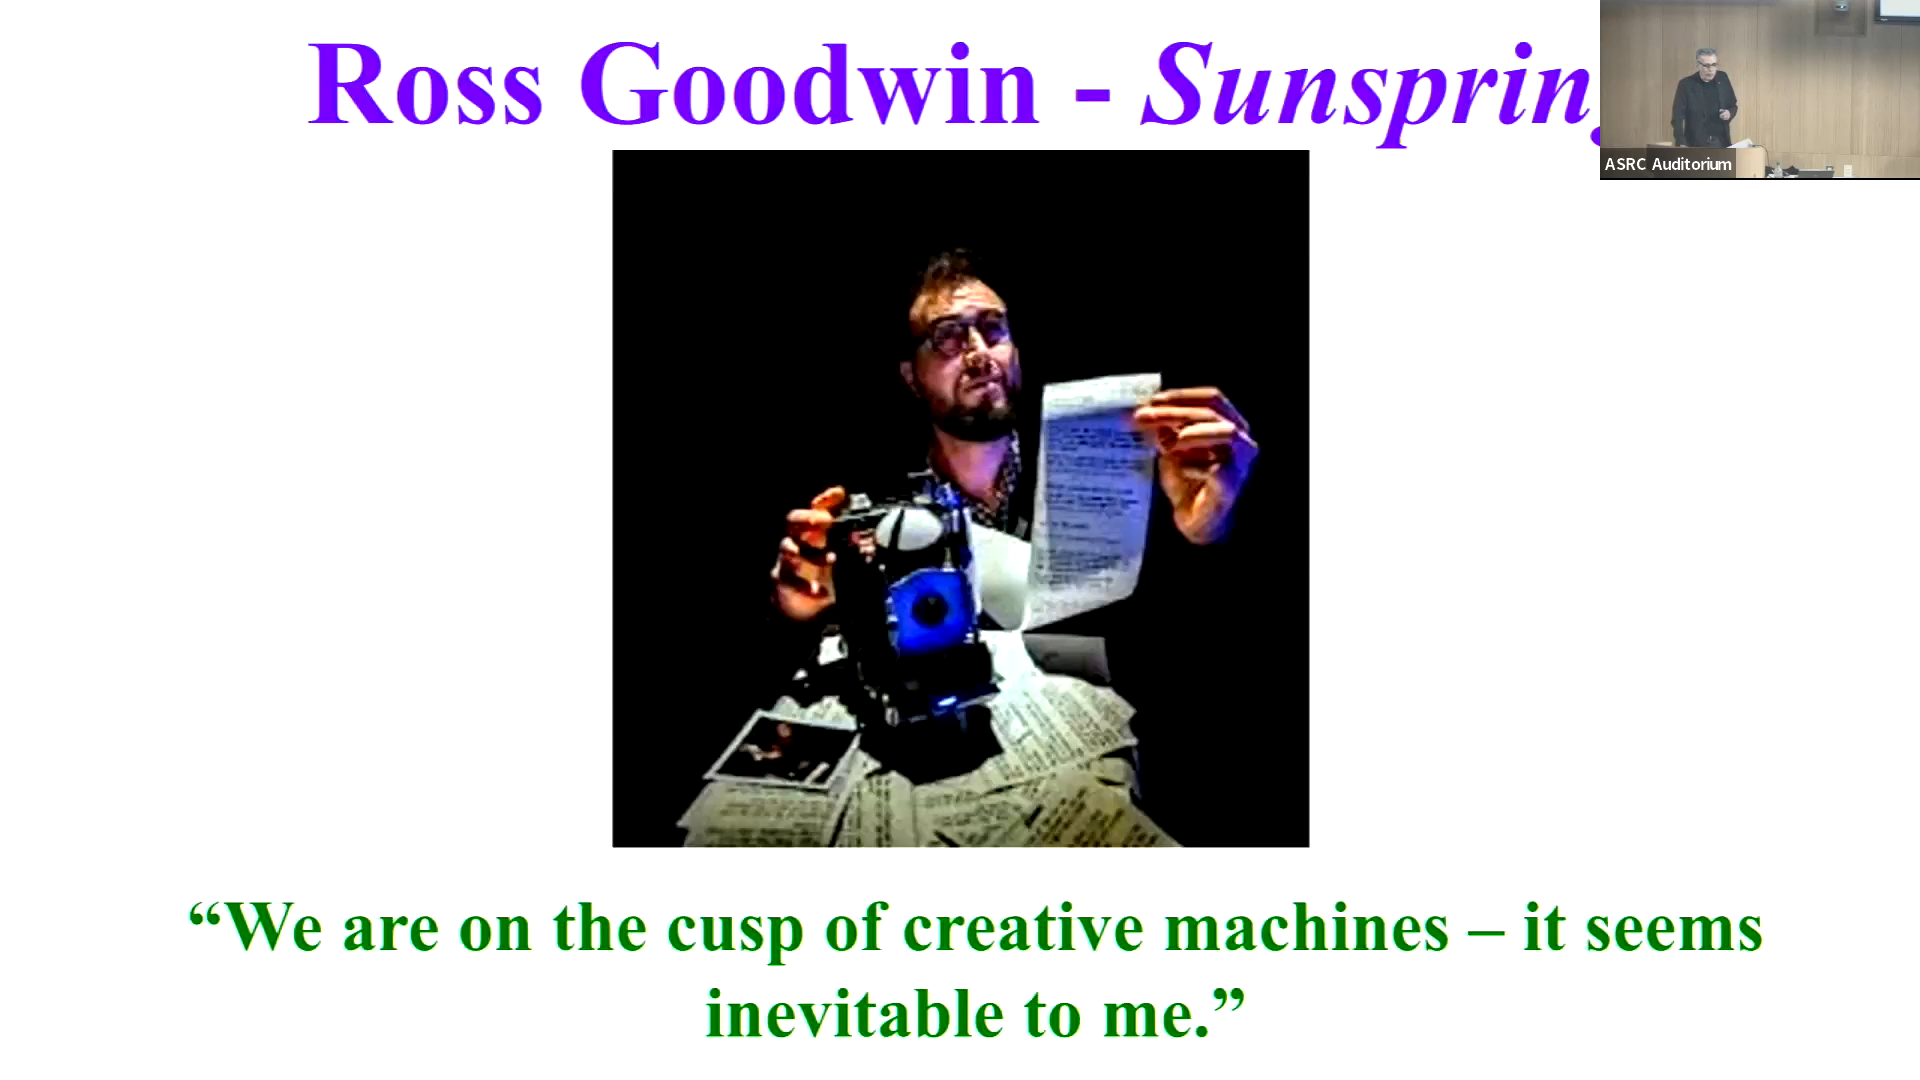 Ross Goodwin - Sunspring
ASRC Auditorium
“We are on the cusp of creative machines – it seems
inevitable to me.”